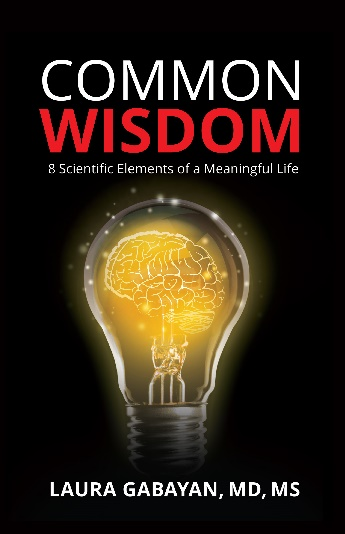 COMMON
WISDOM
8 Scientific Elements of a Meaningful Life
LAURA GABAYAN, MD, MS